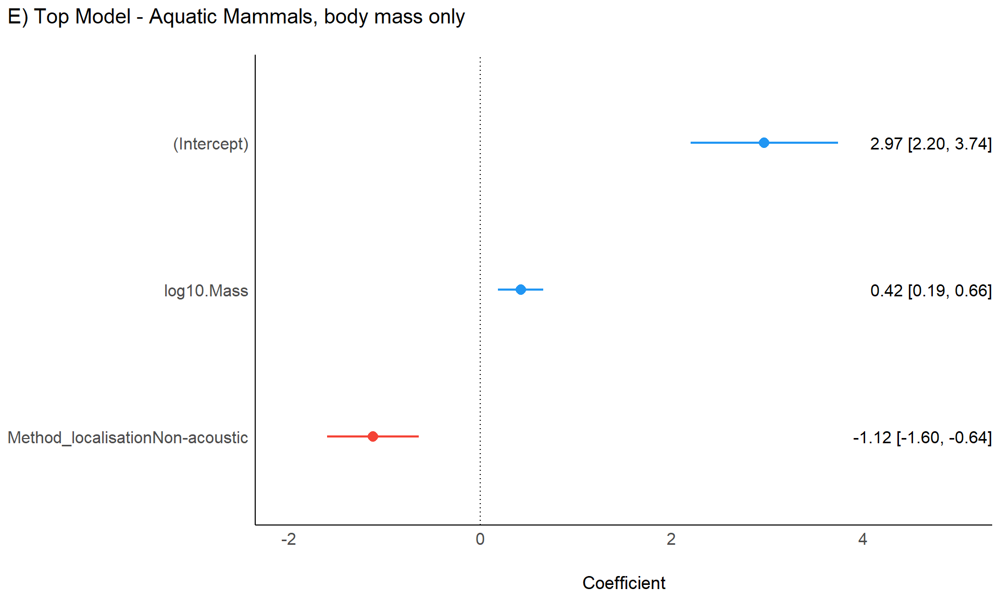 E) Top Model - Aquatic Mammals, body mass only
(Intercept) 2.97 [2.20, 3.74]
log10.Mass 0.42 [0.19, 0.66]
Method_localisationNon-acoustic -1.12 [-1.60, -0.64]
-2 0 2 4
Coefficient